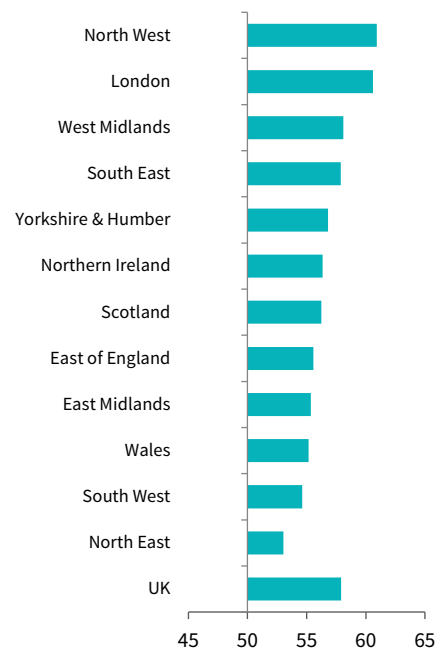 North West
London
West Midlands
South East
Yorkshire & Humber
Northern Ireland
Scotland
East of England
East Midlands
Wales
South West
North East
UK
45 50 55 60 65